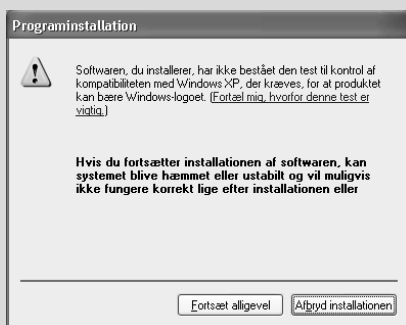 Programinstallation
Softwaren, du installerer, har ikke bestået den test til kontrol af
kompatibiliteten med Windows XP, der kræves, for at produktet
kan bære Windows-logoet. (Fortæl mig, hvorfor denne test er
vigtig.)
Hvis du fortsætter installationen af softwaren, kan
systemet blive hæmmet eller ustabilt og vil muligvis
ikke fungere korrekt lige efter installationen eller
Fortsæt alligevel
Afbryd installationen